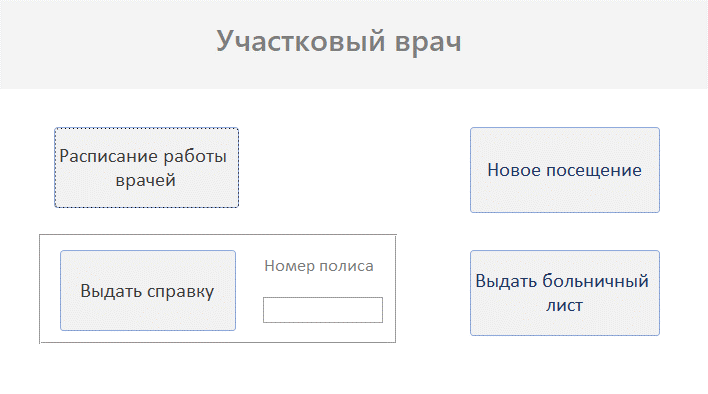 Участковый врач
Расписание работы
врачей
Новое посещение
Выдать справку
Номер полиса
Выдать больничный
лист